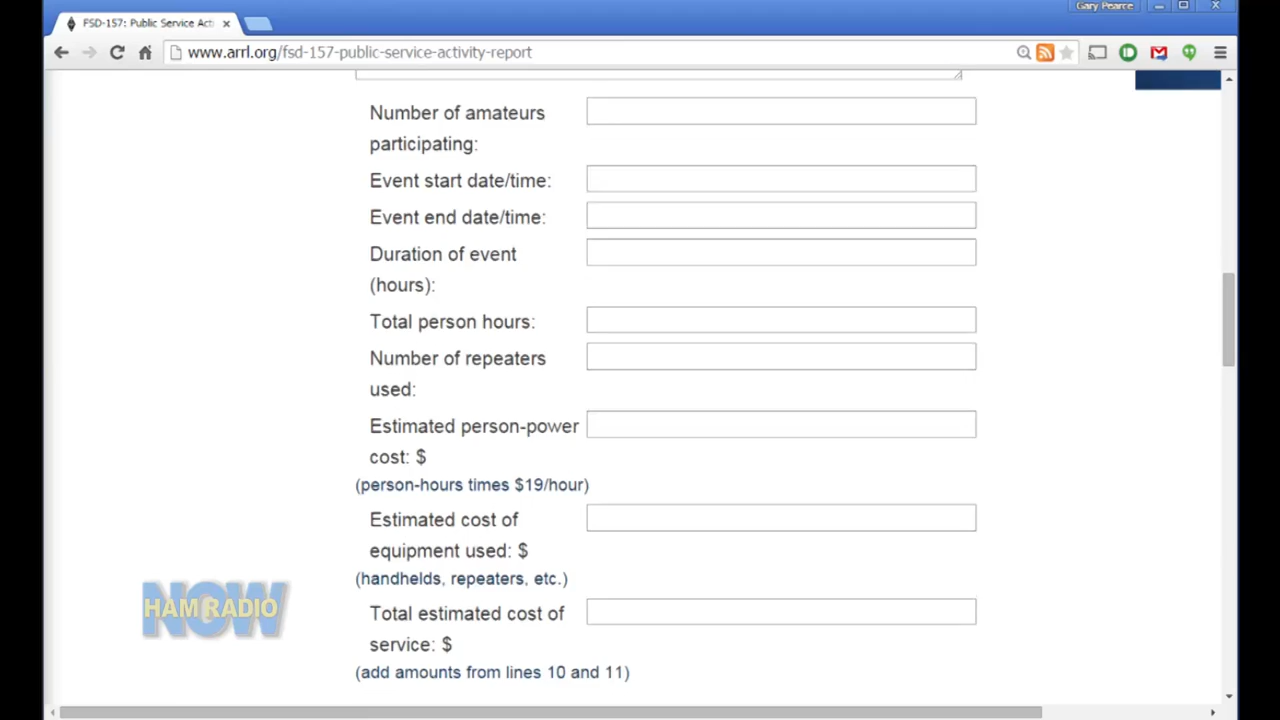 Gary Pearce
FSD-157: Public Service Acti
www.arrl.org/fsd-157-public-service-activity-report
Number of amateurs
participating:
Event start date/time:
Event end date/time:
Duration of event
(hours):
Total person hours:
Number of repeaters
used:
Estimated person-power
cost: $
(person-hours times $19/hour)
Estimated cost of
equipment used: $
(handhelds, repeaters, etc.)
Total estimated cost of
service: $
(add amounts from lines 10 and 11)
NOW
HAM RADIO